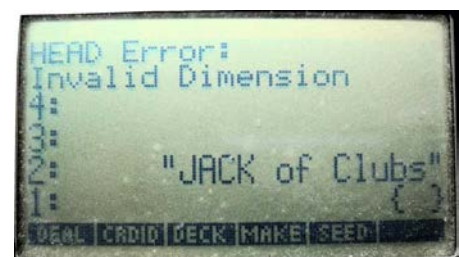 HEAD Error:
Invalid Dimension
4:
3:
2: "JACK of Clubs"
1: { }
DEAL CRDID DECK MAKE SEED